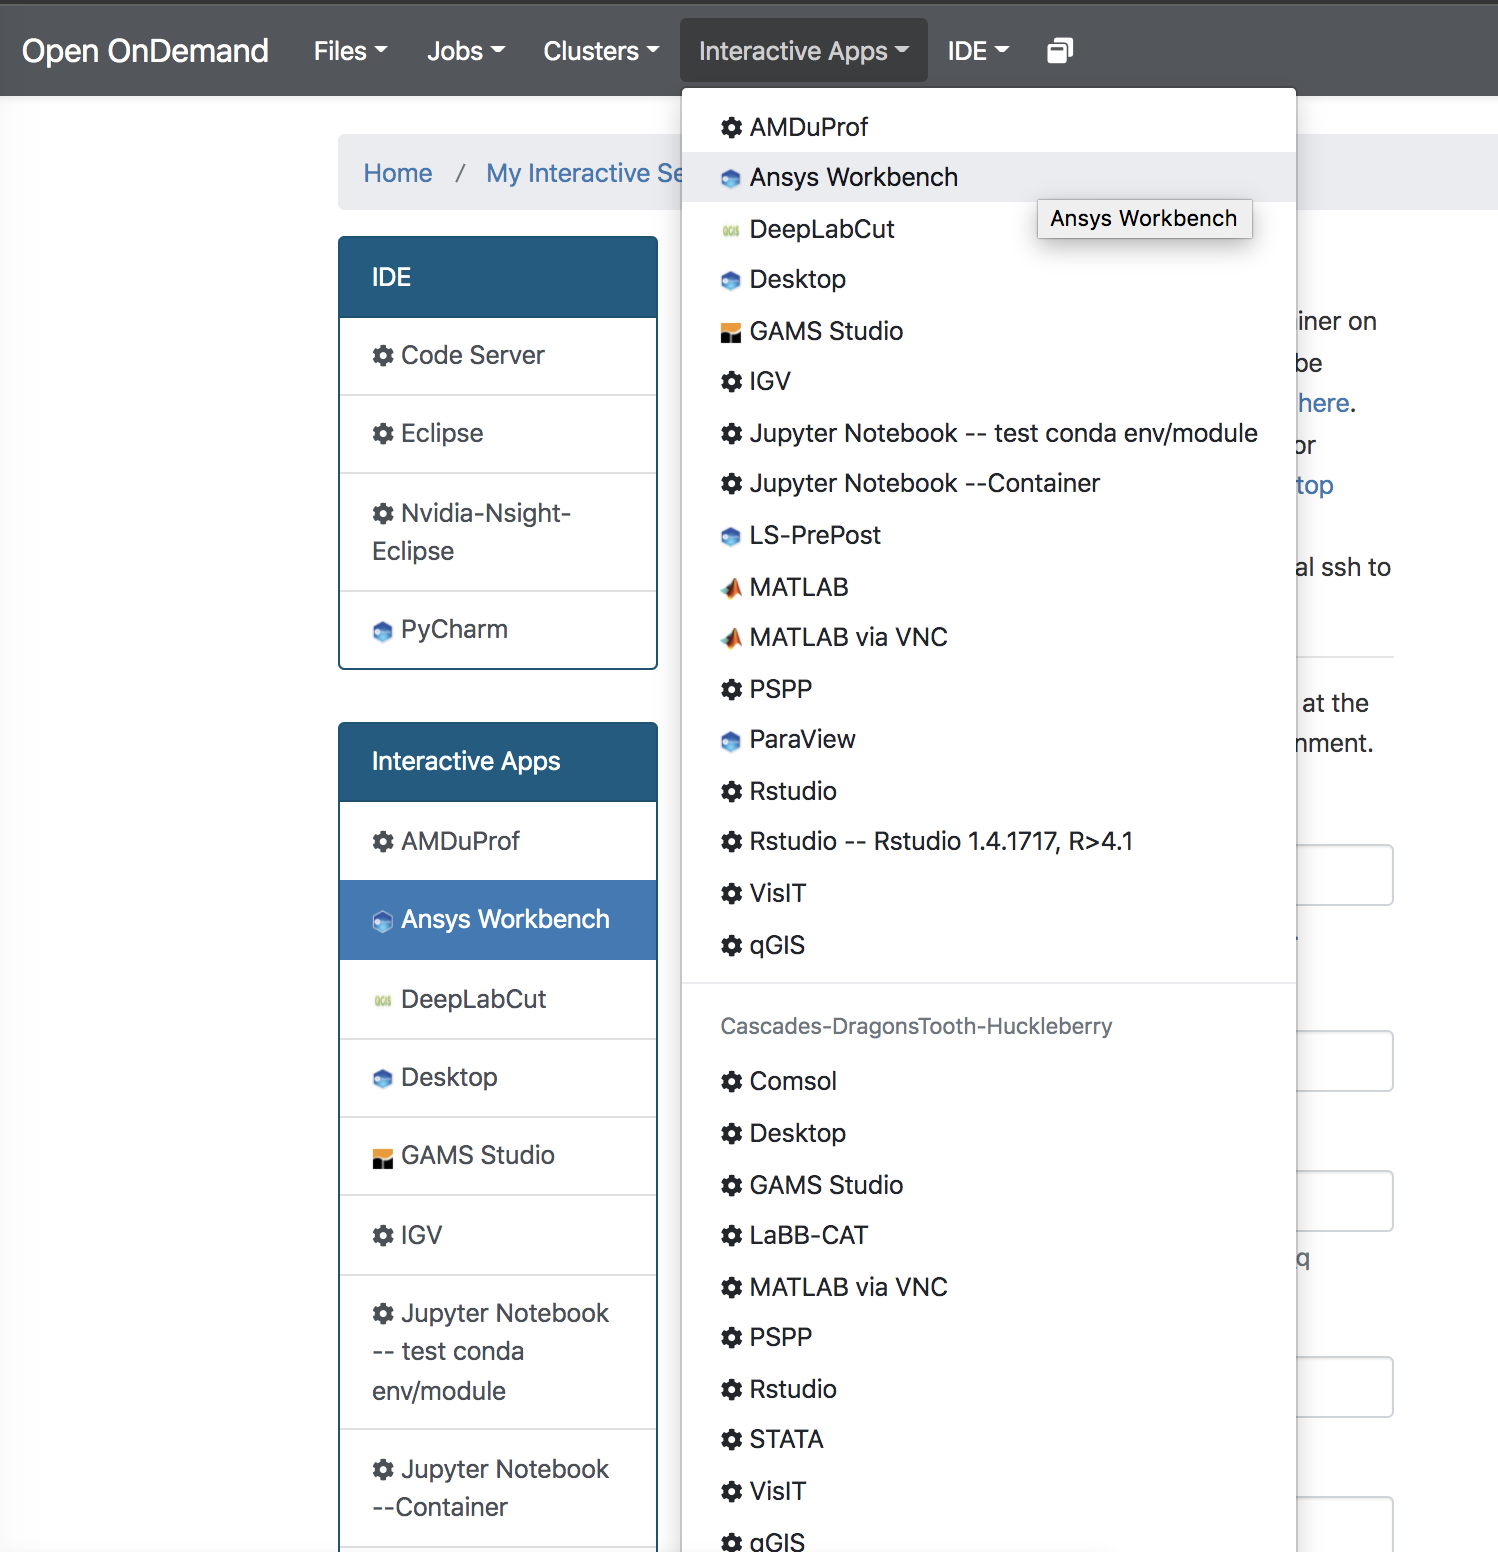 Open OnDemand Files Jobs Clusters Interactive Apps IDE
Home / My Interactive Se
IDE
Code Server
Eclipse
Nvidia-Nsight-
Eclipse
PyCharm
Interactive Apps
AMDuProf
Ansys Workbench
DeepLabCut
Desktop
GAMS Studio
IGV
Jupyter Notebook
-- test conda
env/module
Jupyter Notebook
--Container
AMDuProf
Ansys Workbench
Ansys Workbench
DeepLabCut
Desktop
GAMS Studio
IGV
Jupyter Notebook -- test conda env/module
Jupyter Notebook --Container
LS-PrePost
MATLAB
MATLAB via VNC
PSPP
ParaView
Rstudio
Rstudio -- Rstudio 1.4.1717, R>4.1
VisIT
qGIS
Cascades-DragonsTooth-Huckleberry
Comsol
Desktop
GAMS Studio
LaBB-CAT
MATLAB via VNC
PSPP
Rstudio
STATA
VisIT
qGIS
iner on
be
here.
or
top
al ssh to
at the
nment.
q